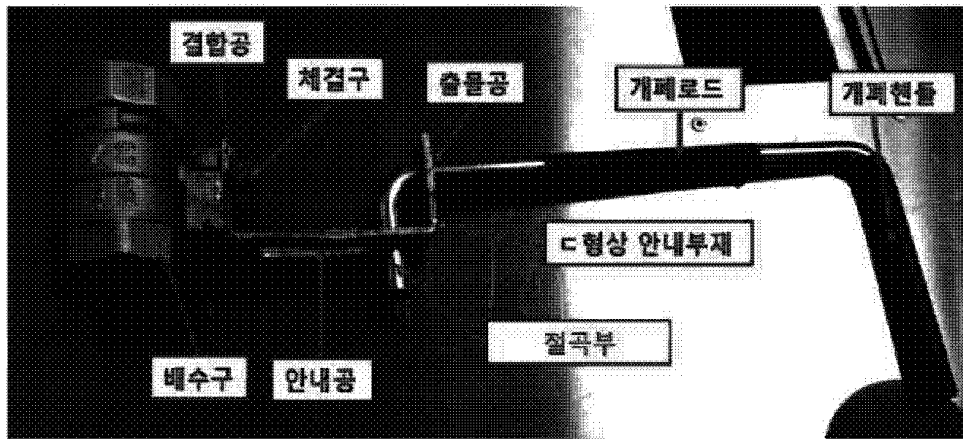 결합공
체결구
출몰공
개폐로드
개폐핸들
ㄷ형상 안내부재
절곡부
배수구
안내공